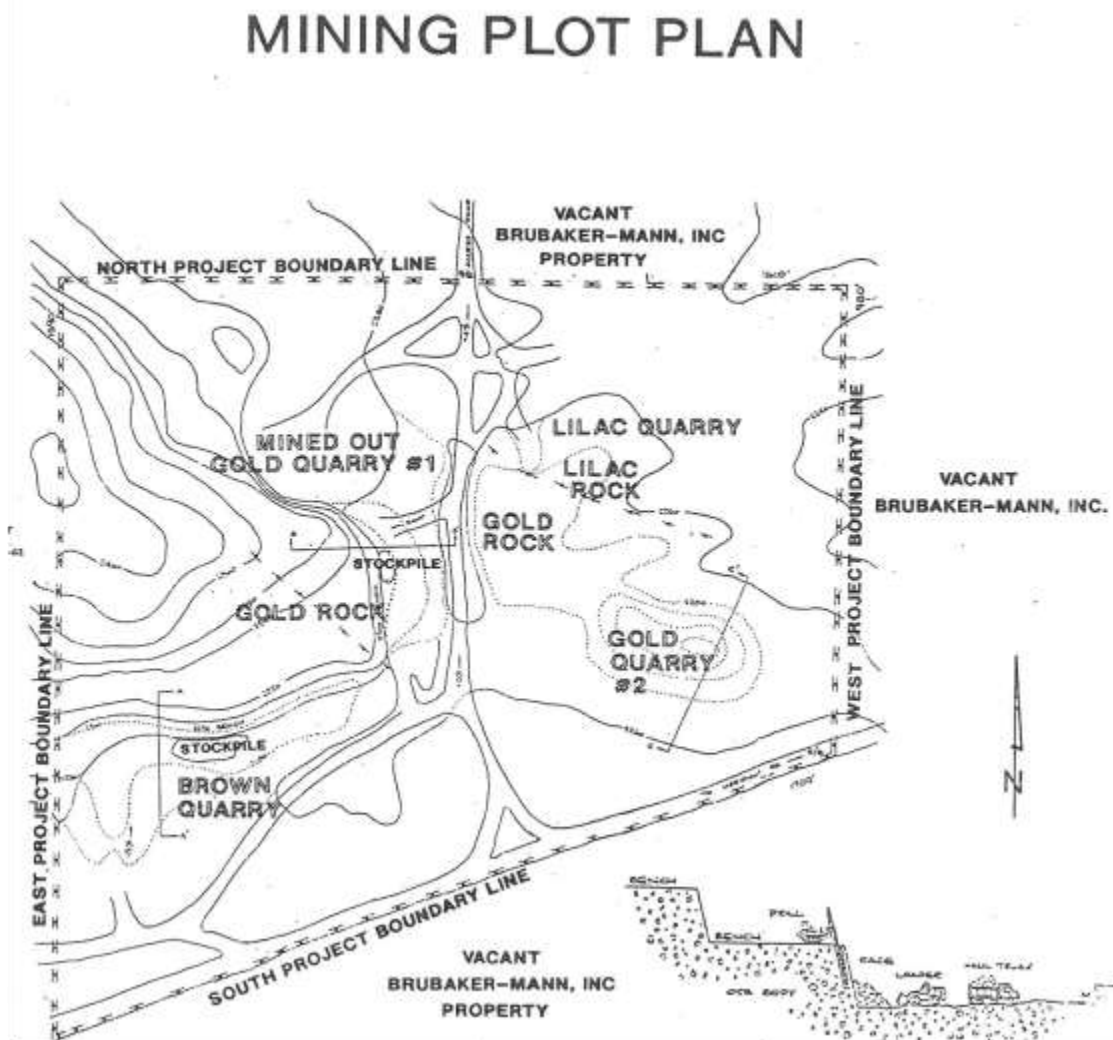 MINING PLOT PLAN
VACANT
BRUBAKER-MANN, INC
PROPERTY
NORTH PROJECT BOUNDARY LINE
MINED OUT
GOLD QUARRY #1
LILAC QUARRY
LILAC
ROCK
GOLD
ROCK
VACANT
BRUBAKER-MANN, INC.
WEST PROJECT BOUNDARY LINE
STOCKPILE
GOLD ROCK
GOLD
QUARRY
#2
EAST PROJECT BOUNDARY LINE
STOCKPILE
BROWN
QUARRY
N
SOUTH PROJECT BOUNDARY LINE
VACANT
BRUBAKER-MANN, INC
PROPERTY
BENCH
BENCH
LOADER
ORE BODY